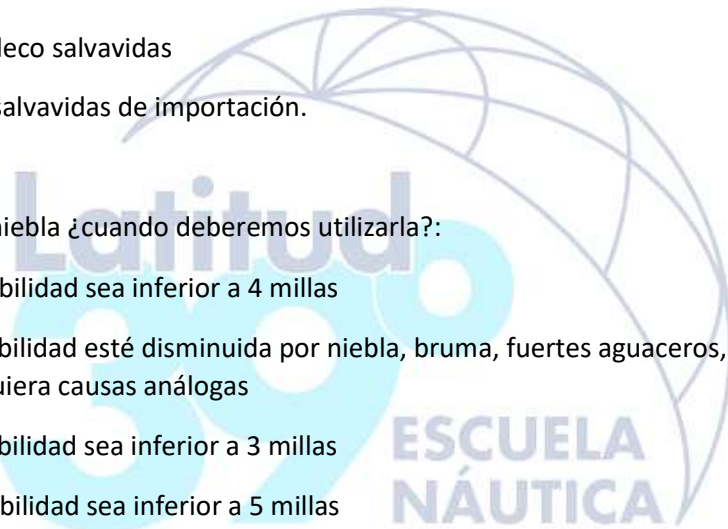 leco salvavidas
salvavidas de importación.
niebla ¿cuando deberemos utilizarla?:
bilidad sea inferior a 4 millas
bilidad esté disminuida por niebla, bruma, fuertes aguaceros,
uiera causas análogas
bilidad sea inferior a 3 millas
bilidad sea inferior a 5 millas
Latitud
39º
ESCUELA
NÁUTICA